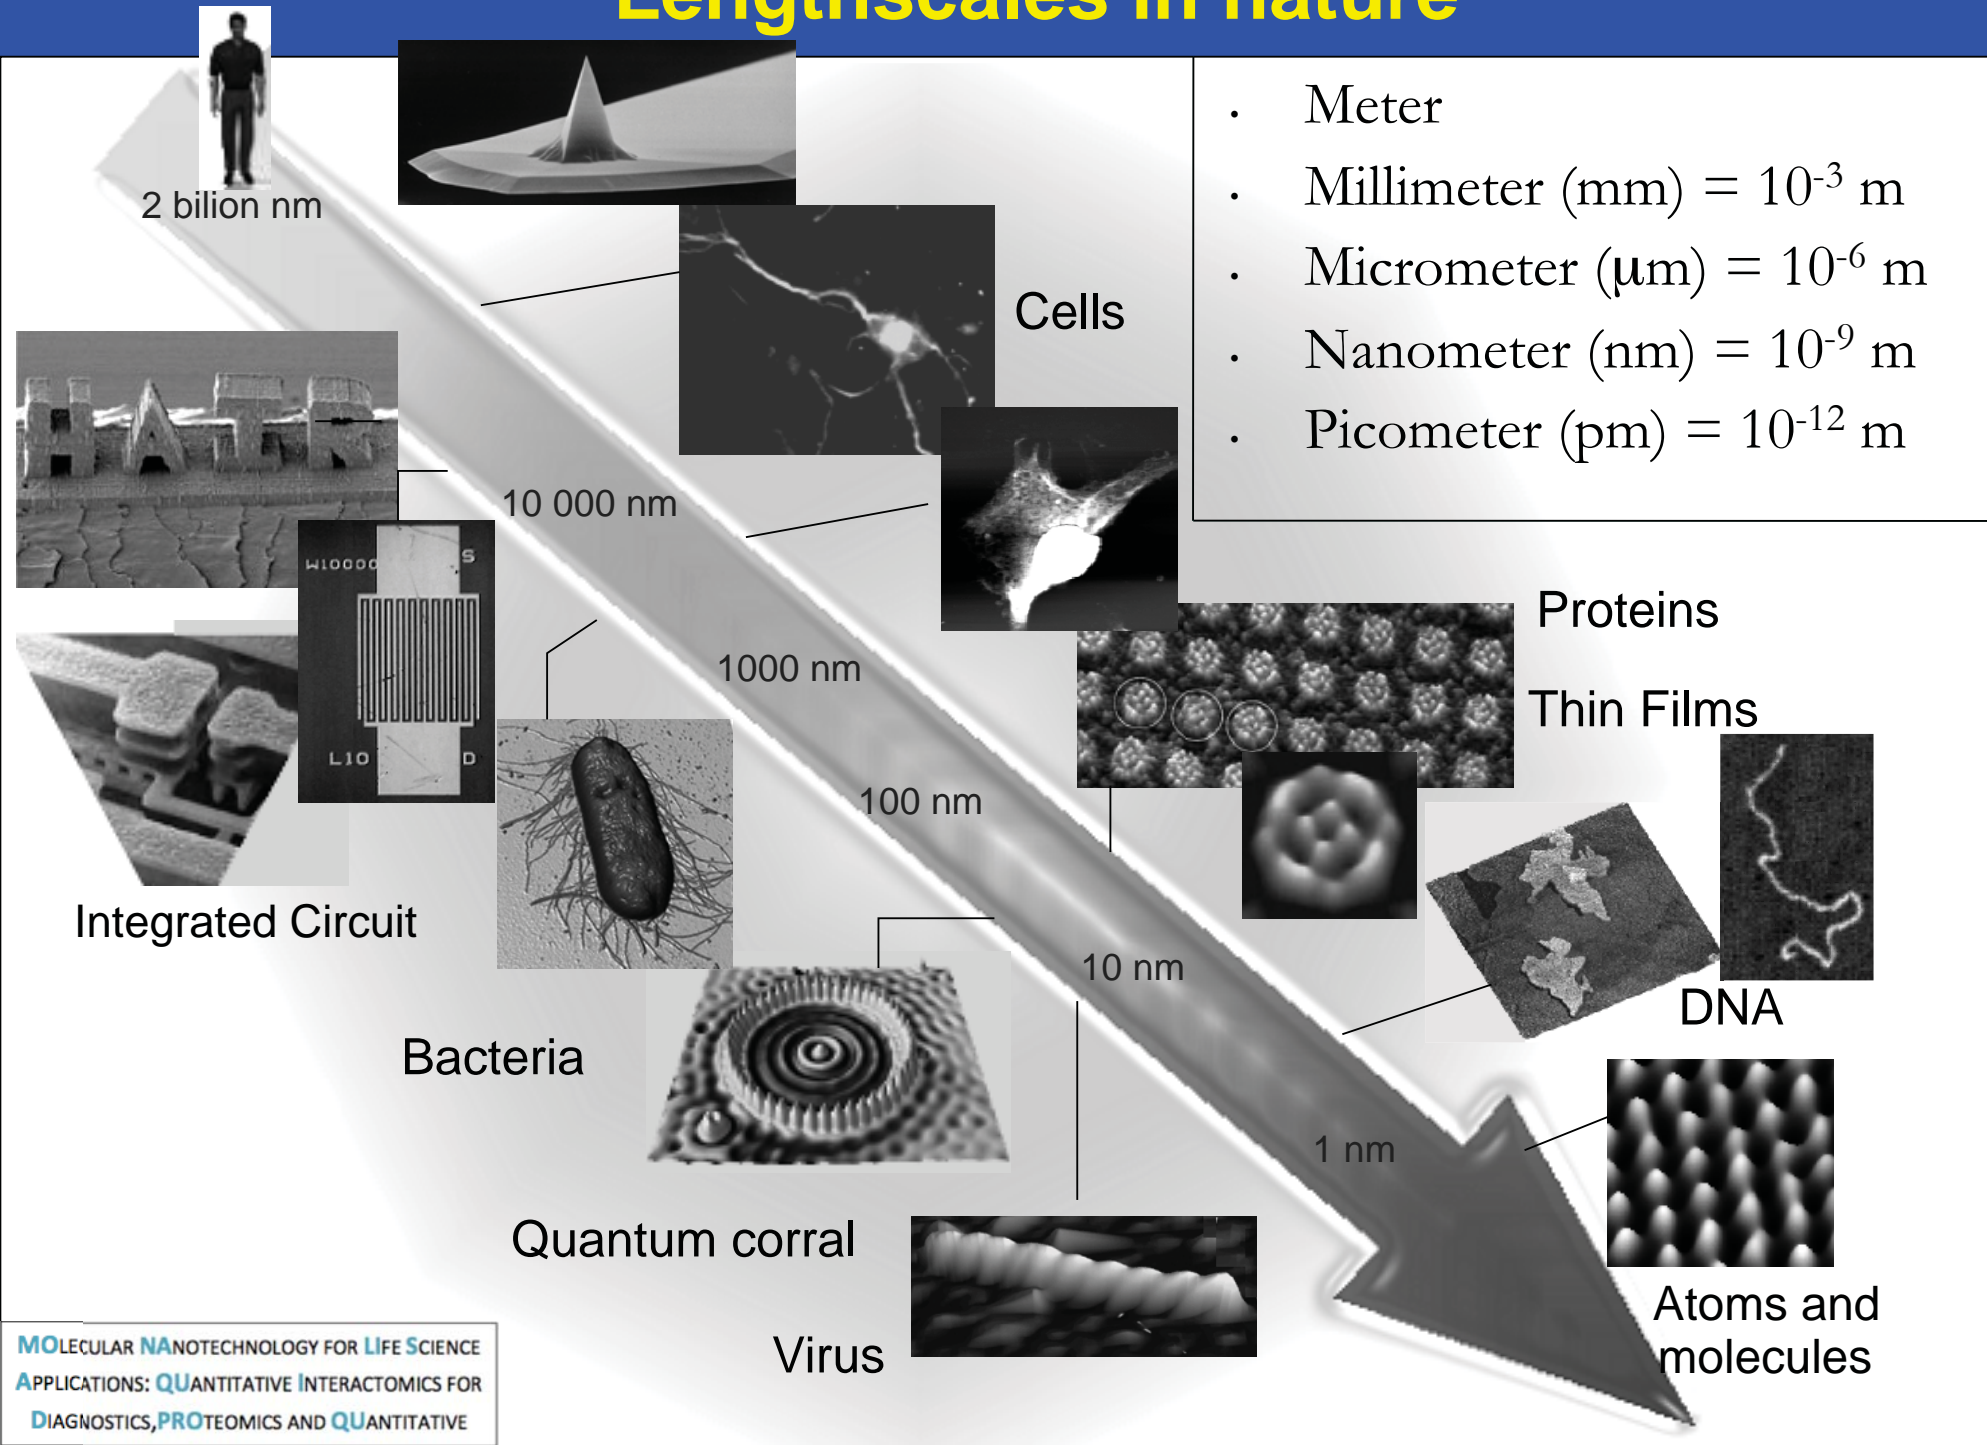 Lengthscales in nature
2 bilion nm
• Meter
• Millimeter (mm) = 10⁻³ m
• Micrometer (μm) = 10⁻⁶ m
• Nanometer (nm) = 10⁻⁹ m
• Picometer (pm) = 10⁻¹² m
Cells
10 000 nm
W10000 S
L10 D
1000 nm
Proteins
Thin Films
100 nm
Integrated Circuit
10 nm
DNA
Bacteria
1 nm
Quantum corral
Virus
Atoms and
molecules
MOLECULAR NANOTECHNOLOGY FOR LIFE SCIENCE
APPLICATIONS: QUANTITATIVE INTERACTOMICS FOR
DIAGNOSTICS,PROTEOMICS AND QUANTITATIVE